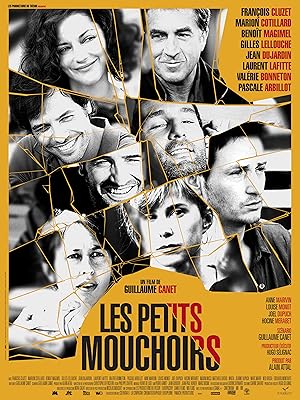 FRANÇOIS CLUZET
MARION COTILLARD
BENOÎT MAGIMEL
GILLES LELLOUCHE
JEAN DUJARDIN
LAURENT LAFITTE
VALÉRIE BONNETON
PASCALE ARBILLOT
UN FILM DE
GUILLAUME CANET
LES PETITS
MOUCHOIRS
ANNE MARIVIN
LOUISE MONOT
JOEL DUPUCH
HOCINE MERABET
SCÉNARIO
GUILLAUME CANET
PRODUCTION EXÉCUTIVE
HUGO SÉLIGNAC
PRODUIT PAR
ALAIN ATTAL